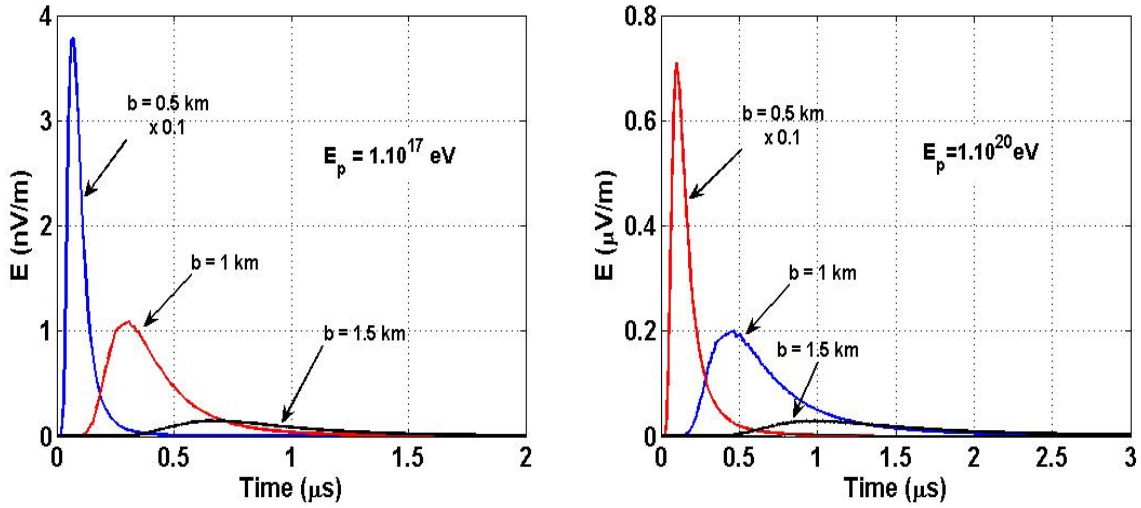 4
3
2
1
0
E (nV/m)
0
0.5
1
1.5
2
Time (μs)
b = 0.5 km
x 0.1
E_p = 1.10^17 eV
b = 1 km
b = 1.5 km
0.8
0.6
0.4
0.2
0
E (μV/m)
0
0.5
1
1.5
2
2.5
3
Time (μs)
b = 0.5 km
x 0.1
E_p=1.10^20 eV
b = 1 km
b = 1.5 km